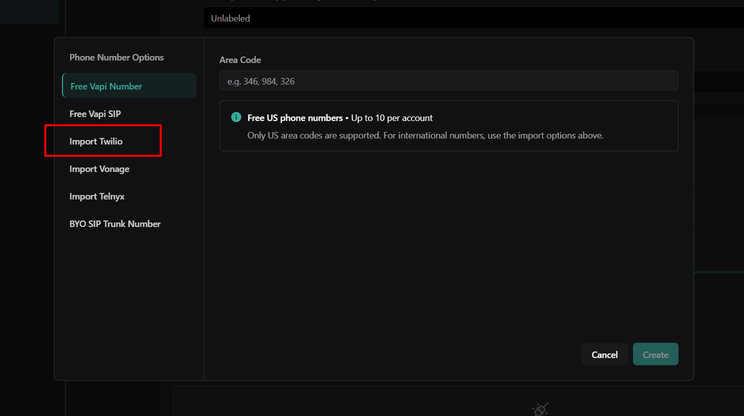 Unlabeled
Phone Number Options
Free Vapi Number
Free Vapi SIP
Import Twilio
Import Vonage
Import Telnyx
BYO SIP Trunk Number
Area Code
e.g. 346, 984, 326
Free US phone numbers • Up to 10 per account
Only US area codes are supported. For international numbers, use the import options above.
Cancel
Create